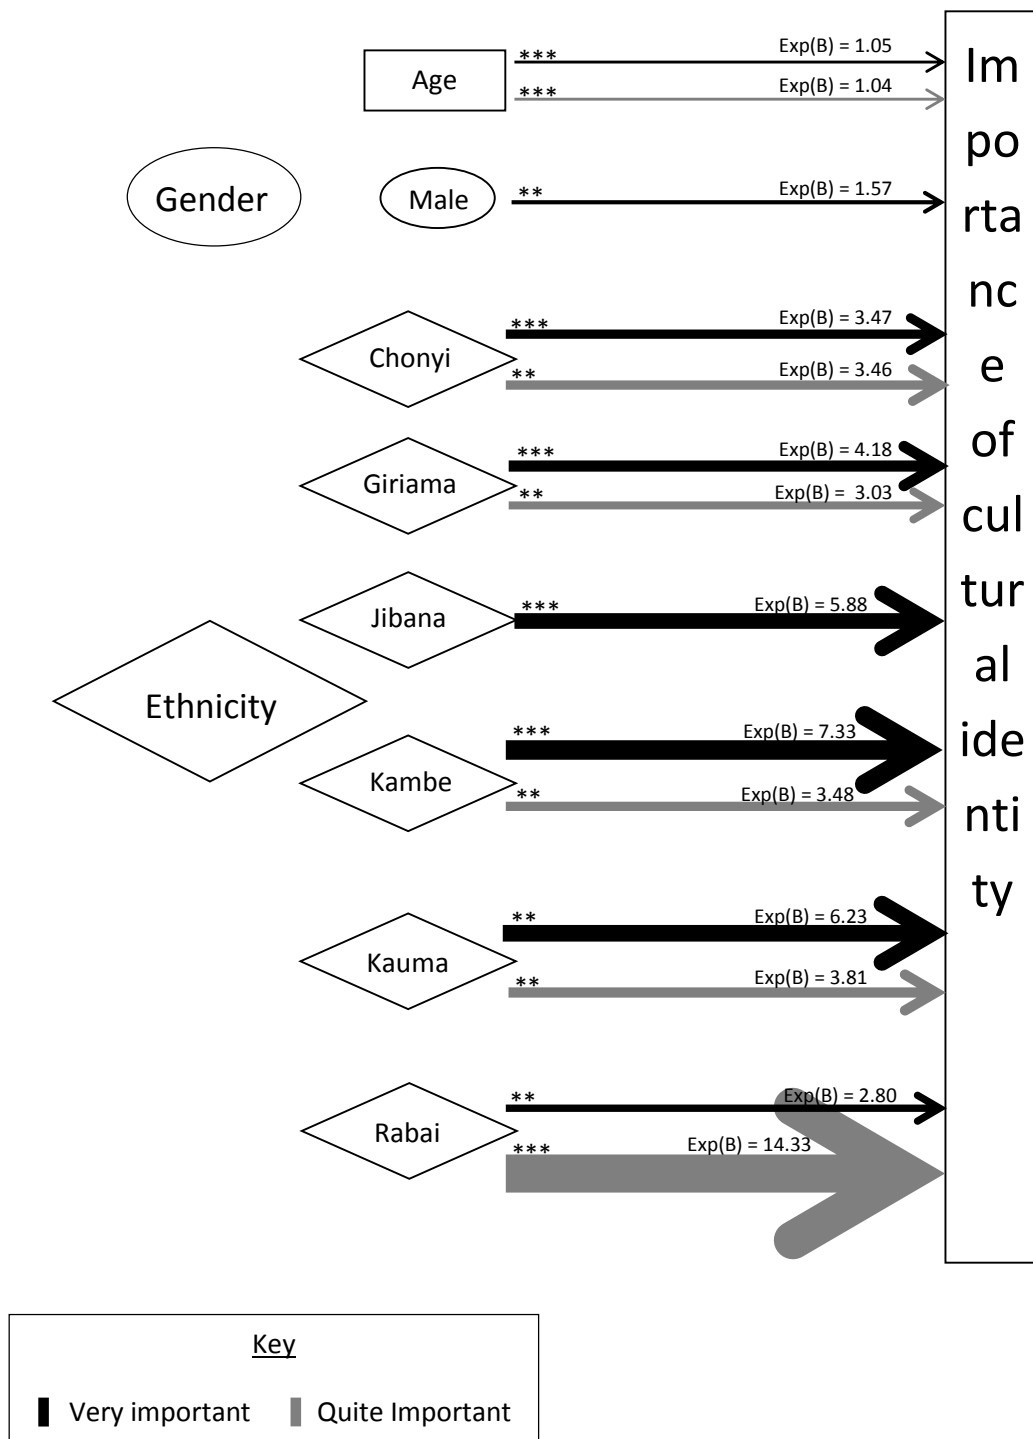 *** Exp(B) = 1.05
Age
*** Exp(B) = 1.04
Gender
Male
** Exp(B) = 1.57
Chonyi
*** Exp(B) = 3.47
** Exp(B) = 3.46
Giriama
*** Exp(B) = 4.18
** Exp(B) =  3.03
Jibana
*** Exp(B) = 5.88
Ethnicity
Kambe
*** Exp(B) = 7.33
** Exp(B) = 3.48
Kauma
** Exp(B) = 6.23
** Exp(B) = 3.81
Rabai
** Exp(B) = 2.80
*** Exp(B) = 14.33
Im
po
rta
nc
e
of
cul
tur
al
ide
nti
ty
Key
Very important
Quite Important